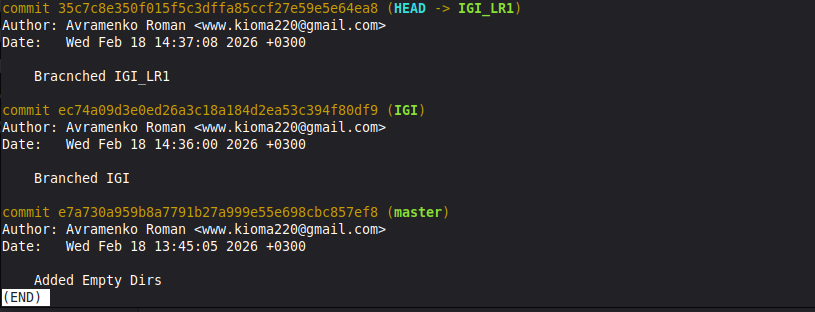 commit 35c7c8e350f015f5c3dffa85ccf27e59e5e64ea8 (HEAD -> IGI_LR1)
Author: Avramenko Roman <www.kioma220@gmail.com>
Date:   Wed Feb 18 14:37:08 2026 +0300
Bracnched IGI_LR1
commit ec74a09d3e0ed26a3c18a184d2ea53c394f80df9 (IGI)
Author: Avramenko Roman <www.kioma220@gmail.com>
Date:   Wed Feb 18 14:36:00 2026 +0300
Branched IGI
commit e7a730a959b8a7791b27a999e55e698cbc857ef8 (master)
Author: Avramenko Roman <www.kioma220@gmail.com>
Date:   Wed Feb 18 13:45:05 2026 +0300
Added Empty Dirs
(END)